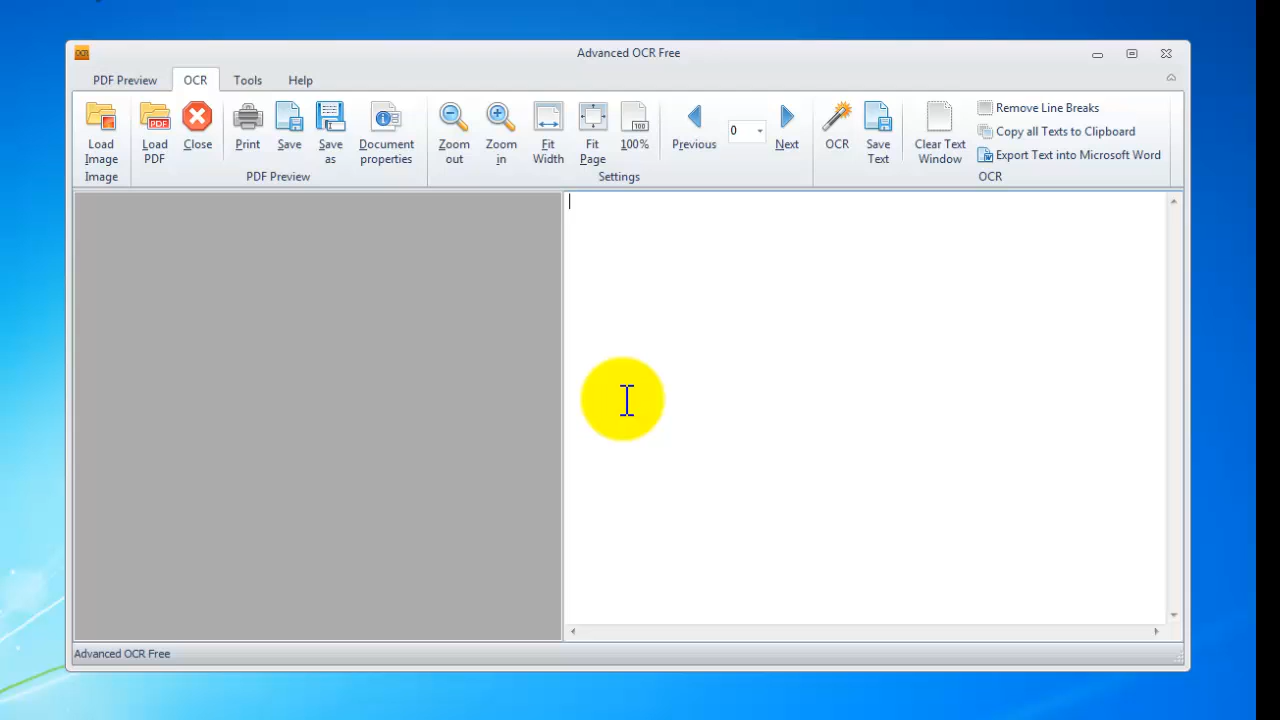 OCR
Advanced OCR Free
PDF Preview
OCR
Tools
Help
Load Image
Load PDF
PDF
Close
Print
Save
Save as
Document properties
Zoom out
Zoom in
Fit Width
Fit Page
100
100%
Previous
0
Next
OCR
Save Text
Clear Text Window
Remove Line Breaks
Copy all Texts to Clipboard
Export Text into Microsoft Word
Image
PDF Preview
Settings
OCR
Advanced OCR Free